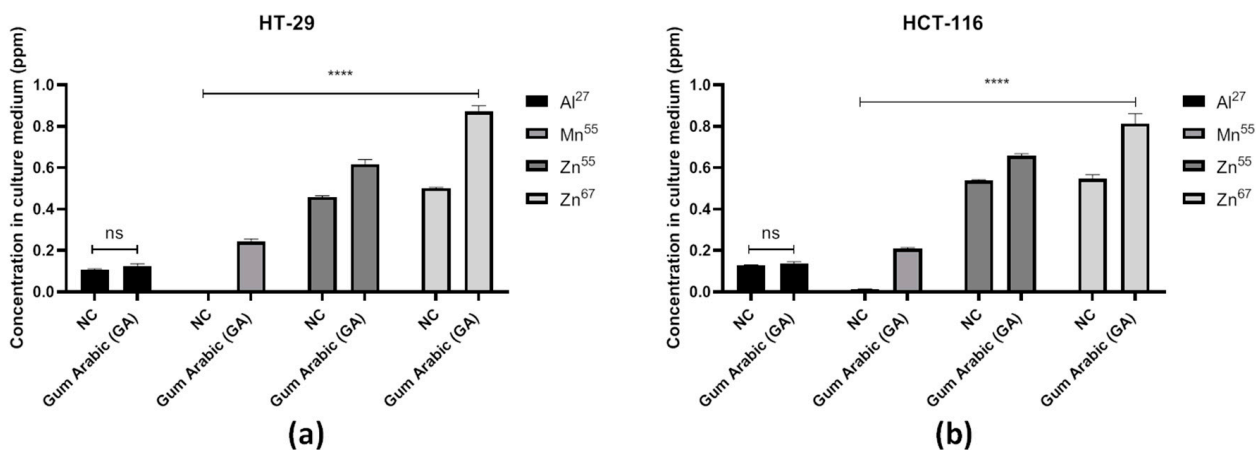 HT-29
Concentration in culture medium (ppm)
1.0
0.8
0.6
0.4
0.2
0.0
ns
****
NC
Gum Arabic (GA)
NC
Gum Arabic (GA)
NC
Gum Arabic (GA)
NC
Gum Arabic (GA)
Al²⁷
Mn⁵⁵
Zn⁵⁵
Zn⁶⁷
(a)
HCT-116
Concentration in culture medium (ppm)
1.0
0.8
0.6
0.4
0.2
0.0
ns
****
NC
Gum Arabic (GA)
NC
Gum Arabic (GA)
NC
Gum Arabic (GA)
NC
Gum Arabic (GA)
Al²⁷
Mn⁵⁵
Zn⁵⁵
Zn⁶⁷
(b)